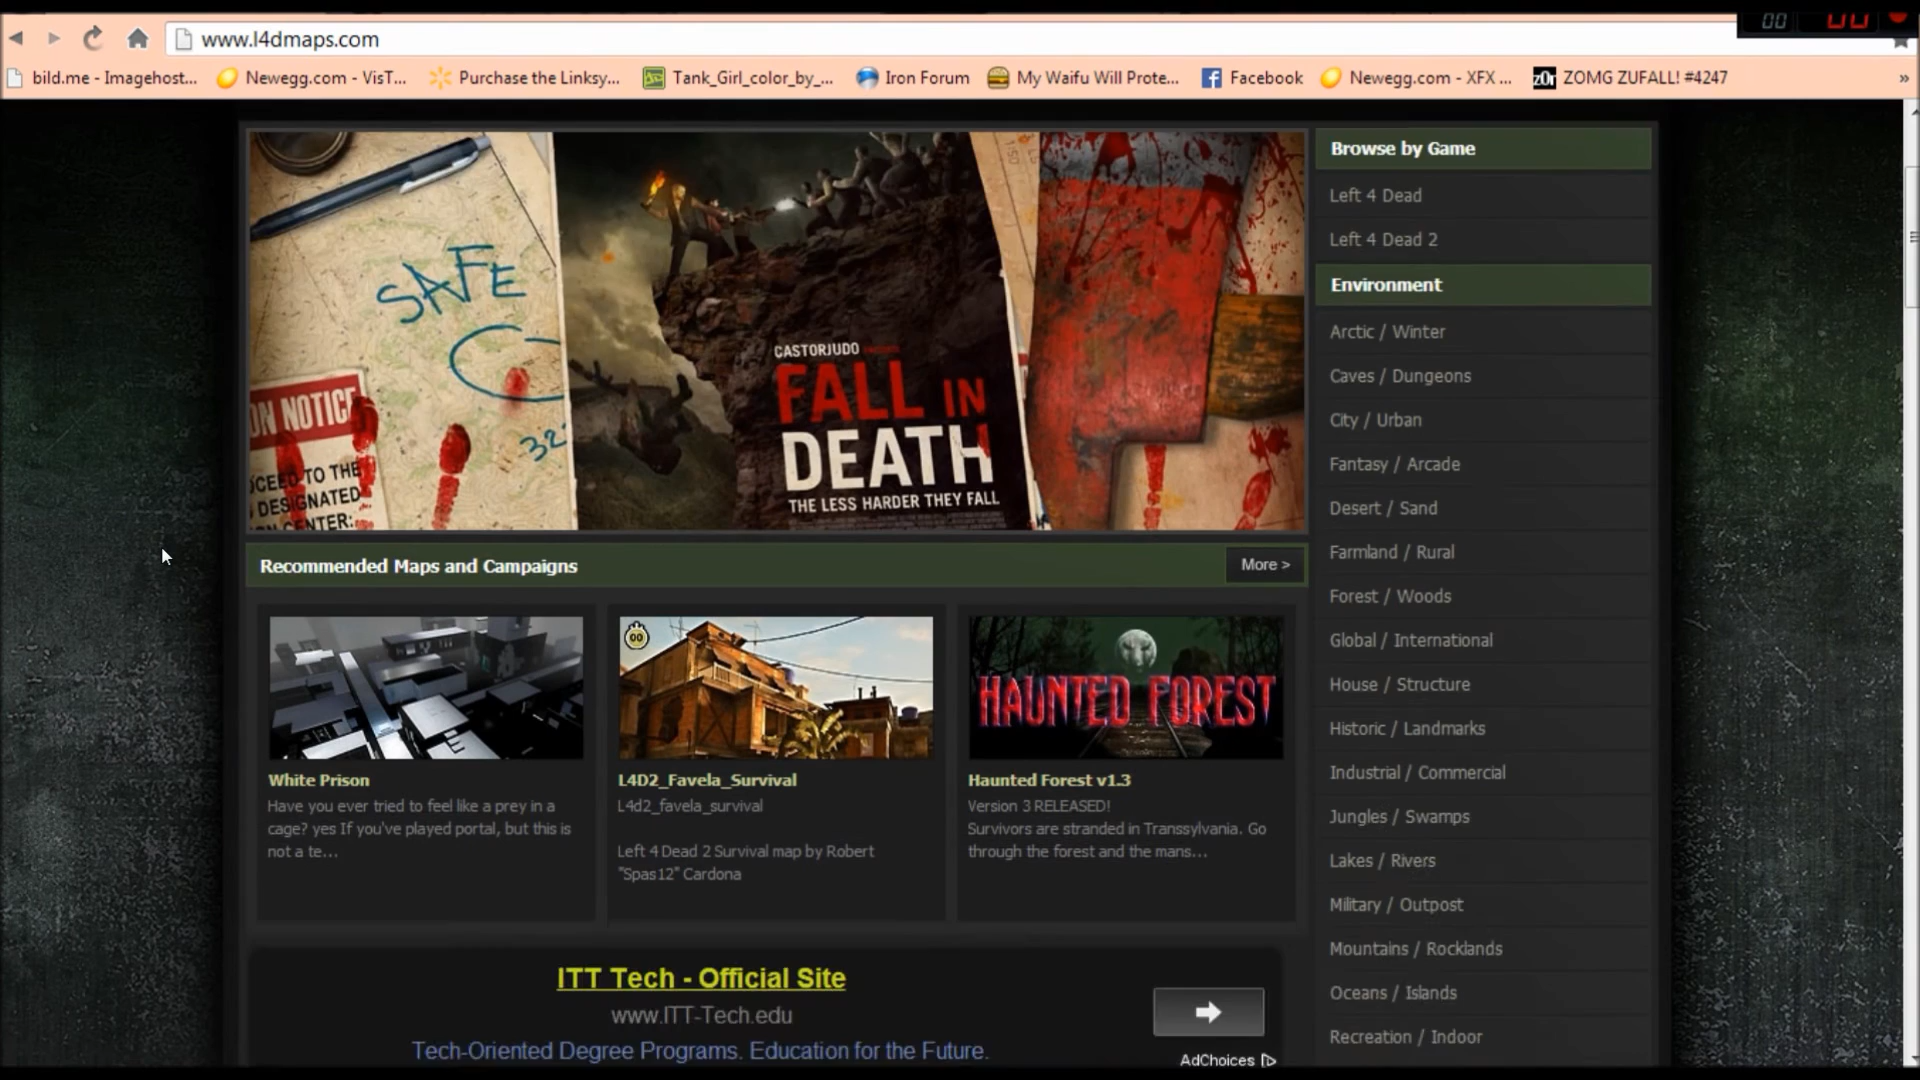 00 00
www.l4dmaps.com
bild.me - Imagehost... Newegg.com - VisT... Purchase the Linksy... Tank_Girl_color_by_... Iron Forum My Waifu Will Prote... Facebook Newegg.com - XFX ... z0r ZOMG ZUFALL! #4247 »
SAFE
32
ON NOTICE
OCEED TO THE
DESIGNATED
ON CENTER:
CASTORJUDO
FALL IN
DEATH
THE LESS HARDER THEY FALL
Recommended Maps and Campaigns
More >
00
White Prison
Have you ever tried to feel like a prey in a
cage? yes If you've played portal, but this is
not a te...
L4D2_Favela_Survival
L4d2_favela_survival
Left 4 Dead 2 Survival map by Robert
"Spas12" Cardona
HAUNTED FOREST
Haunted Forest v1.3
Version 3 RELEASED!
Survivors are stranded in Transsylvania. Go
through the forest and the mans...
ITT Tech - Official Site
www.ITT-Tech.edu
Tech-Oriented Degree Programs. Education for the Future.
AdChoices
Browse by Game
Left 4 Dead
Left 4 Dead 2
Environment
Arctic / Winter
Caves / Dungeons
City / Urban
Fantasy / Arcade
Desert / Sand
Farmland / Rural
Forest / Woods
Global / International
House / Structure
Historic / Landmarks
Industrial / Commercial
Jungles / Swamps
Lakes / Rivers
Military / Outpost
Mountains / Rocklands
Oceans / Islands
Recreation / Indoor